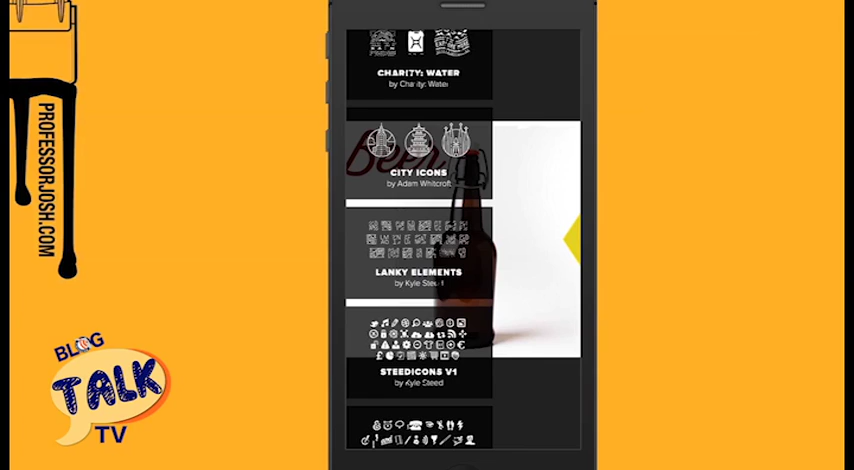 CHARITY: WATER
by Charity: Water
Beer
CITY ICONS
by Adam Whitcroft
LANKY ELEMENTS
by Kyle Steed
STEEDICONS V1
by Kyle Steed
PROFESSORJOSH.COM
BLOG
TALK
TV